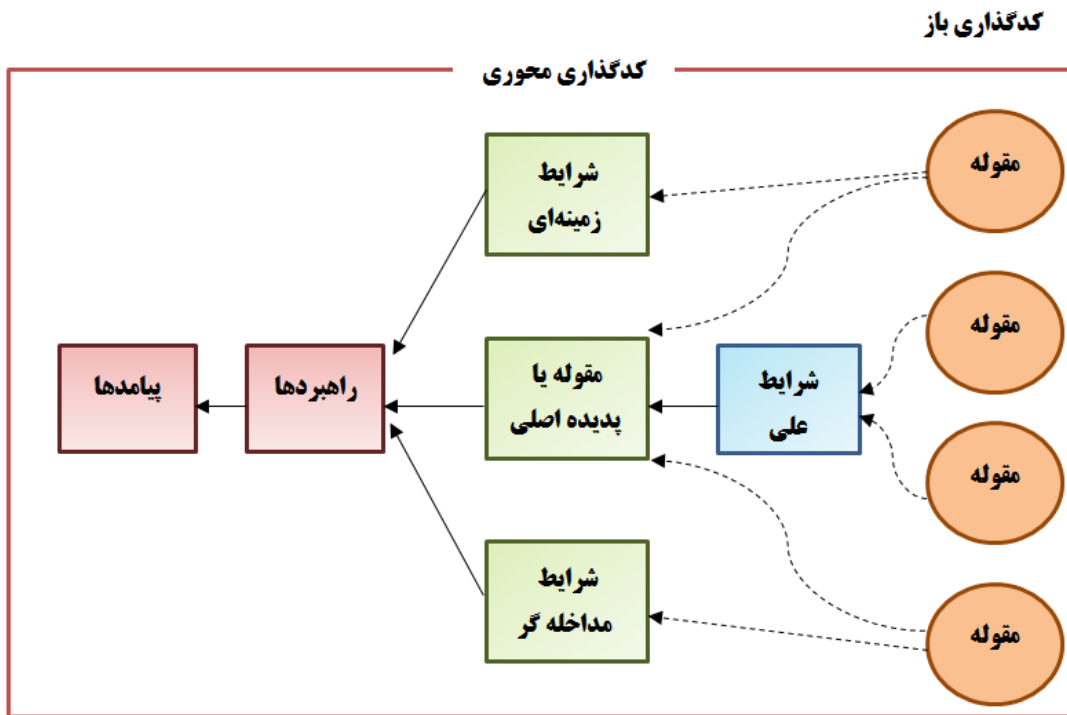 کدگذاری باز
کدگذاری محوری
مقوله
مقوله
مقوله
مقوله
شرایط
علی
شرایط
زمینه‌ای
مقوله یا
پدیده اصلی
شرایط
مداخله گر
راهبردها
پیامدها